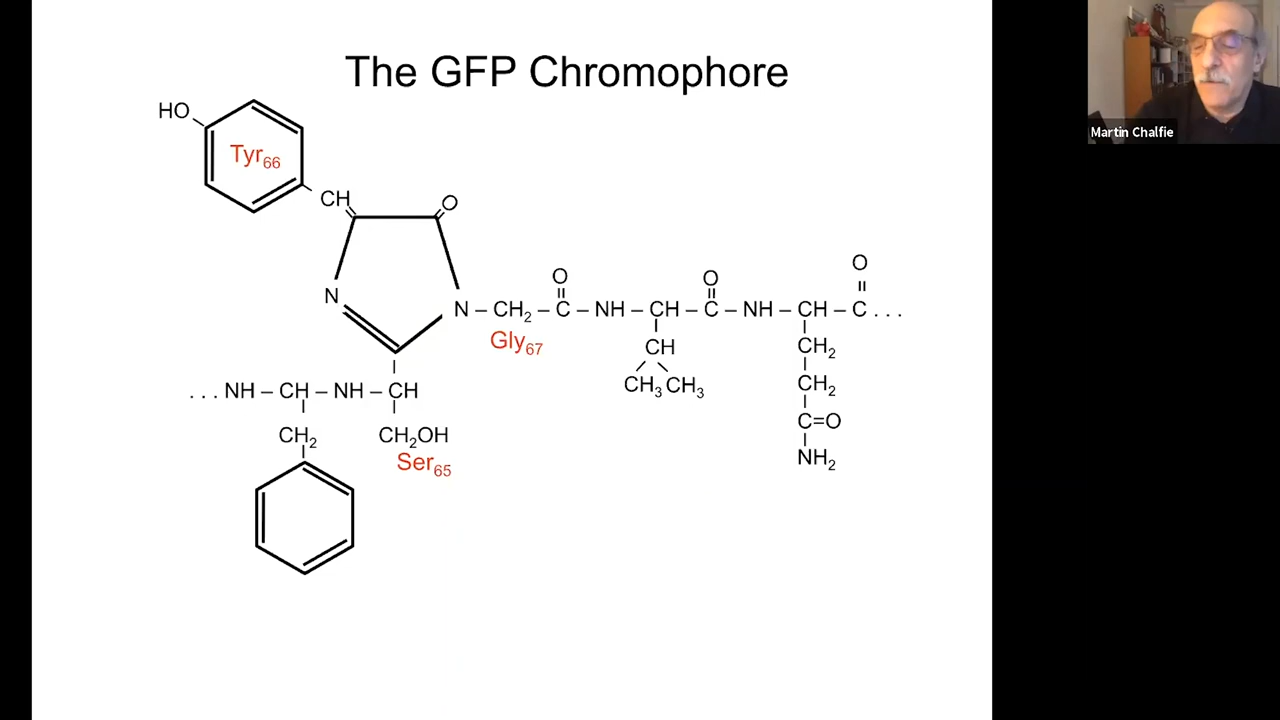 The GFP Chromophore
Martin Chalfie
HO
Tyr66
CH
O
N
N – CH2 – C – NH – CH – C – NH – CH – C . . .
O
O
O
Gly67
CH
CH3 CH3
CH2
CH2
C=O
NH2
. . . NH – CH – NH – CH
CH2
CH2OH
Ser65